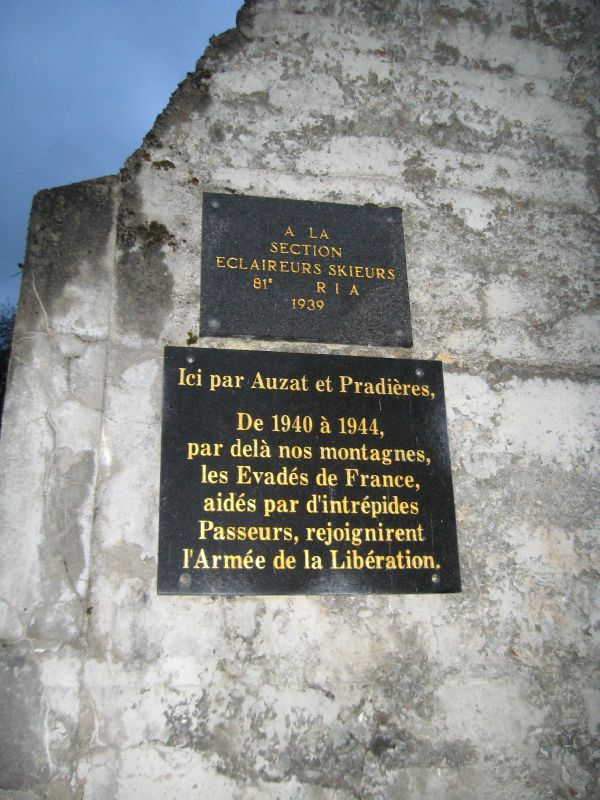 A LA
SECTION
ECLAIREURS SKIEURS
81e R I A
1939
Ici par Auzat et Pradières,
De 1940 à 1944,
par delà nos montagnes,
les Evadés de France,
aidés par d'intrépides
Passeurs, rejoignirent
l'Armée de la Libération.